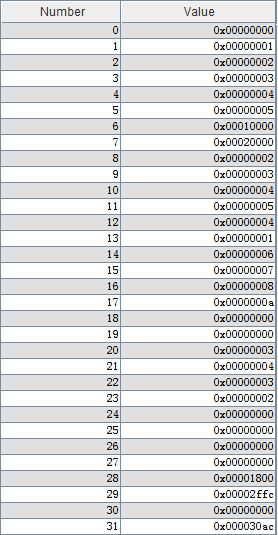 Number Value
0 0x00000000
1 0x00000001
2 0x00000002
3 0x00000003
4 0x00000004
5 0x00000005
6 0x00010000
7 0x00020000
8 0x00000002
9 0x00000003
10 0x00000004
11 0x00000005
12 0x00000004
13 0x00000001
14 0x00000006
15 0x00000007
16 0x00000008
17 0x0000000a
18 0x00000000
19 0x00000000
20 0x00000003
21 0x00000004
22 0x00000003
23 0x00000002
24 0x00000000
25 0x00000000
26 0x00000000
27 0x00000000
28 0x00001800
29 0x00002ffc
30 0x00000000
31 0x000030ac